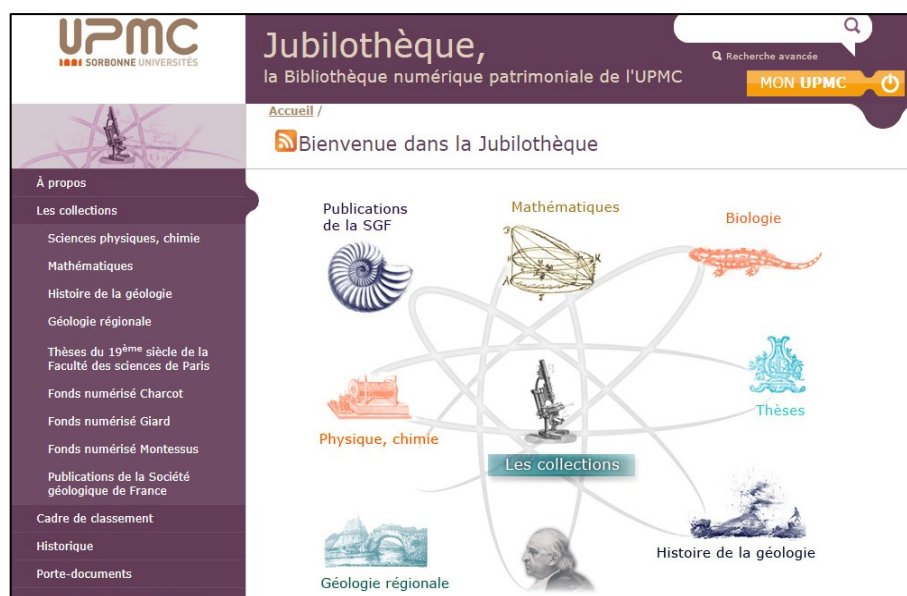 UPMC
SORBONNE UNIVERSITÉS
Jubilothèque,
la Bibliothèque numérique patrimoniale de l'UPMC
Recherche avancée
MON UPMC
Accueil /
Bienvenue dans la Jubilothèque
À propos
Les collections
Sciences physiques, chimie
Mathématiques
Histoire de la géologie
Géologie régionale
Thèses du 19ème siècle de la
Faculté des sciences de Paris
Fonds numérisé Charcot
Fonds numérisé Giard
Fonds numérisé Montessus
Publications de la Société
géologique de France
Cadre de classement
Historique
Porte-documents
Publications
de la SGF
Mathématiques
Biologie
Physique, chimie
Les collections
Thèses
Géologie régionale
Histoire de la géologie